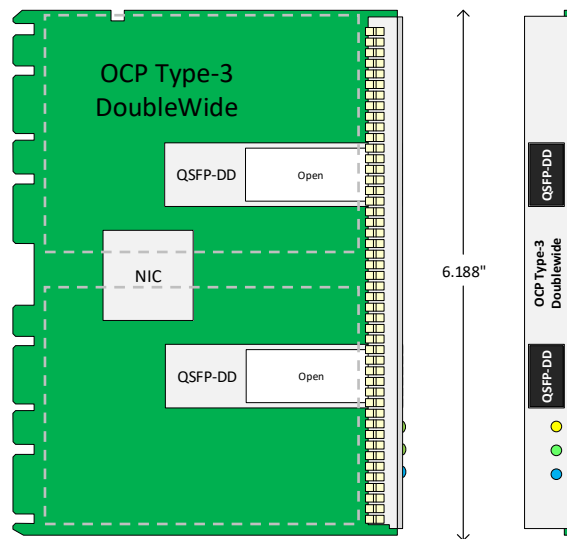 OCP Type-3
DoubleWide
QSFP-DD
Open
NIC
QSFP-DD
Open
6.188"
QSFP-DD
OCP Type-3
Doublewide
QSFP-DD